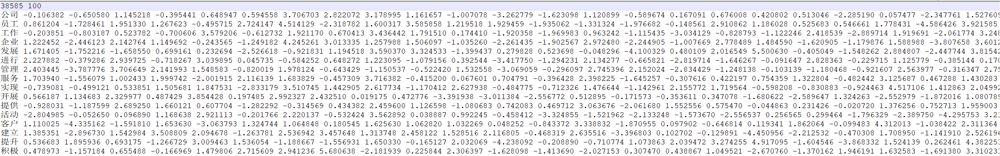 38585 100
公司 -0.106382 -0.650580 1.145218 -0.395441 0.648947 0.594558 3.706703 2.822072 3.178995 1.161657 -1.007078 -3.262779 -1.623098 1.120899 -0.589674 0.167091 0.676008 0.420802 0.513046 -2.285190 0.057477 -2.347761 1.527609
员工 0.861204 -1.728461 1.951330 1.267623 -0.495715 2.724147 4.514129 -2.318782 1.600317 3.585858 1.219518 1.929459 -1.935062 -1.331324 -1.976682 -0.148561 2.910862 1.186028 0.525683 0.546661 1.778431 -4.586426 3.921585
工作 -0.203851 -0.803187 0.523782 -0.700606 3.579206 -0.612732 1.921170 0.670413 3.436442 1.791510 0.174410 -1.920358 -1.969983 0.963242 -1.115435 -3.034129 -0.828793 -1.122246 2.418539 -2.889714 1.919691 -2.061774 3.248
企业 1.222452 -2.446123 2.142764 1.149692 -0.243565 -1.249182 4.245261 3.013335 1.257988 1.506097 -1.035260 -2.261435 -1.902567 2.972480 -2.244905 -1.007669 2.778489 1.484590 -1.620905 -1.179876 1.588988 -3.807658 3.6012
发展 1.671405 -1.752216 -1.658550 0.699161 0.232694 -2.526618 -0.921831 1.194518 3.590370 3.324533 -1.399437 0.279828 0.523698 -0.048296 -4.100329 0.480109 2.016549 5.500630 -0.405049 -1.548262 2.884807 -2.447744 3.81542
进行 2.227882 -0.379286 2.939725 -0.718267 3.039895 0.045735 -0.584252 0.648272 1.223095 -1.079156 0.392544 -3.417750 -1.294231 2.134277 -0.665821 -2.819714 -1.646267 -0.091647 2.828363 -0.229715 1.125779 -0.385144 0.170
管理 2.403445 -3.787776 3.706649 2.141993 1.548583 -0.820019 1.978124 -0.643429 -1.150537 -0.522420 1.532558 -3.069059 -0.296097 2.745396 2.152024 -2.834429 -1.248138 -0.103139 -1.180468 -0.921607 2.563977 -0.316347 2.75
服务 1.703940 -1.556079 1.002433 1.999742 -2.001915 2.116139 1.683829 -0.457309 3.716382 -0.415200 0.067601 0.704791 -0.396428 2.398225 -1.645257 -0.307616 0.422197 0.754359 1.322804 -0.482442 3.125687 0.467288 1.430283
实现 -0.739081 -0.499121 0.533851 1.505681 1.847531 -2.833179 3.510745 1.442905 2.617734 -1.170412 2.627938 -0.484775 -0.712326 1.476644 -1.142961 2.155772 1.719564 -0.598208 -0.830883 -0.924463 4.517106 1.412863 2.04992
开展 0.566187 1.134683 2.329977 0.487429 3.854428 0.197485 2.992327 2.432510 0.019175 0.472776 -3.391938 -3.011384 -2.556772 0.512895 -0.171573 -0.353611 0.347078 -1.680622 -2.589647 1.324263 -2.552979 -1.872016 1.080789
提供 -0.928031 -1.187599 2.689250 1.660121 0.607704 -1.282292 -0.314569 0.434382 2.459600 1.126598 -1.080683 0.742083 0.469712 3.063676 -2.061680 1.552556 0.575470 -0.044863 0.231426 -0.020720 1.376256 0.752713 1.959003
活动 -2.804985 -0.052650 0.096890 1.168638 2.921113 -0.201766 2.220137 -0.532424 3.562892 0.038887 0.992245 -0.458412 -3.324855 -1.521962 -2.133248 -1.573670 -2.556537 0.256565 0.299464 -1.796329 -2.389750 -4.295753 3.21
客户 1.110025 -4.335162 -1.591810 1.653630 -3.063793 1.324744 1.064848 0.180545 1.625630 1.062820 1.032269 0.048252 -0.843372 3.338832 -1.870955 0.097902 -0.646814 0.119341 1.862064 -0.099483 4.312013 -1.038422 2.311364
建立 1.385351 -2.896730 1.542984 3.508809 2.094678 -1.263781 2.536942 3.457648 1.313748 2.458122 1.528516 2.116805 -0.468319 2.635516 -3.396803 0.102702 -0.129891 -4.450956 -2.212532 -0.470308 1.708950 -1.141910 2.526196
提升 0.536683 1.895936 0.693175 -1.266729 3.009463 1.536054 -1.188667 -1.556931 1.650330 -0.165127 2.032069 -4.238092 -0.208890 -0.710774 1.073863 2.039472 3.274255 4.917095 -1.604546 -3.868332 1.524139 0.262461 4.382253
积极 0.478973 -1.157184 0.655488 -0.166969 1.479806 2.715609 2.941236 5.680638 -2.181939 0.225844 2.306397 -1.628098 -1.413690 -2.027153 0.307470 0.438867 1.049521 -2.670760 -1.370162 1.946191 1.632583 -1.691380 3.310233